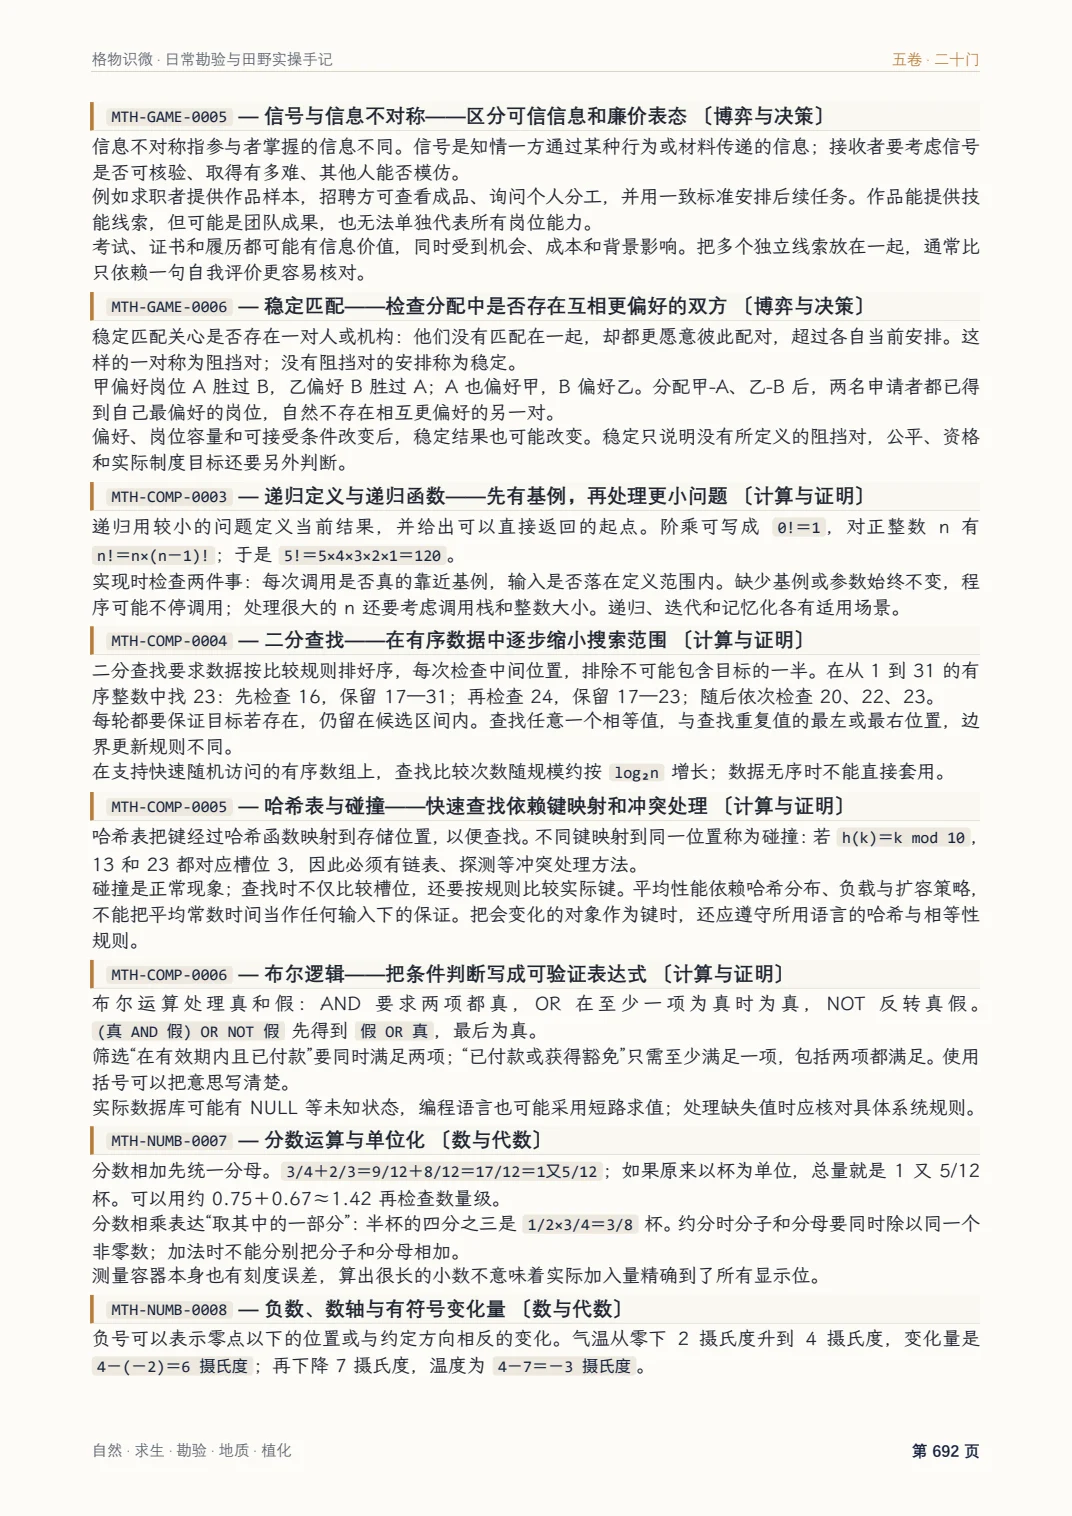 格物识微 · 日常勘验与田野实操手记
五卷 · 二十门
MTH-GAME-0005 — 信号与信息不对称——区分可信信息和廉价表态 〔博弈与决策〕
信息不对称指参与者掌握的信息不同。信号是知情一方通过某种行为或材料传递的信息；接收者要考虑信号
是否可核验、取得有多难、其他人能否模仿。
例如求职者提供作品样本，招聘方可查看成品、询问个人分工，并用一致标准安排后续任务。作品能提供技
能线索，但可能是团队成果，也无法单独代表所有岗位能力。
考试、证书和履历都可能有信息价值，同时受到机会、成本和背景影响。把多个独立线索放在一起，通常比
只依赖一句自我评价更容易核对。
MTH-GAME-0006 — 稳定匹配——检查分配中是否存在互相更偏好的双方 〔博弈与决策〕
稳定匹配关心是否存在一对人或机构：他们没有匹配在一起，却都更愿意彼此配对，超过各自当前安排。这
样的一对称为阻挡对；没有阻挡对的安排称为稳定。
甲偏好岗位 A 胜过 B，乙偏好 B 胜过 A；A 也偏好甲，B 偏好乙。分配甲-A、乙-B 后，两名申请者都已得
到自己最偏好的岗位，自然不存在相互更偏好的另一对。
偏好、岗位容量和可接受条件改变后，稳定结果也可能改变。稳定只说明没有所定义的阻挡对，公平、资格
和实际制度目标还要另外判断。
MTH-COMP-0003 — 递归定义与递归函数——先有基例，再处理更小问题 〔计算与证明〕
递归用较小的问题定义当前结果，并给出可以直接返回的起点。阶乘可写成 0!＝1，对正整数 n 有
n!＝n×(n－1)!；于是 5!＝5×4×3×2×1＝120。
实现时检查两件事：每次调用是否真的靠近基例，输入是否落在定义范围内。缺少基例或参数始终不变，程
序可能不停调用；处理很大的 n 还要考虑调用栈和整数大小。递归、迭代和记忆化各有适用场景。
MTH-COMP-0004 — 二分查找——在有序数据中逐步缩小搜索范围 〔计算与证明〕
二分查找要求数据按比较规则排好序，每次检查中间位置，排除不可能包含目标的一半。在从 1 到 31 的有
序整数中找 23：先检查 16，保留 17—31；再检查 24，保留 17—23；随后依次检查 20、22、23。
每轮都要保证目标若存在，仍留在候选区间内。查找任意一个相等值，与查找重复值的最左或最右位置，边
界更新规则不同。
在支持快速随机访问的有序数组上，查找比较次数随规模约按 log₂n 增长；数据无序时不能直接套用。
MTH-COMP-0005 — 哈希表与碰撞——快速查找依赖键映射和冲突处理 〔计算与证明〕
哈希表把键经过哈希函数映射到存储位置，以便查找。不同键映射到同一位置称为碰撞：若 h(k)＝k mod 10，
13 和 23 都对应槽位 3，因此必须有链表、探测等冲突处理方法。
碰撞是正常现象；查找时不仅比较槽位，还要按规则比较实际键。平均性能依赖哈希分布、负载与扩容策略，
不能把平均常数时间当作任何输入下的保证。把会变化的对象作为键时，还应遵守所用语言的哈希与相等性
规则。
MTH-COMP-0006 — 布尔逻辑——把条件判断写成可验证表达式 〔计算与证明〕
布尔运算处理真和假：AND 要求两项都真，OR 在至少一项为真时为真，NOT 反转真假。
(真 AND 假) OR NOT 假 先得到 假 OR 真，最后为真。
筛选“在有效期内且已付款”要同时满足两项；“已付款或获得豁免”只需至少满足一项，包括两项都满足。使用
括号可以把意思写清楚。
实际数据库可能有 NULL 等未知状态，编程语言也可能采用短路求值；处理缺失值时应核对具体系统规则。
MTH-NUMB-0007 — 分数运算与单位化 〔数与代数〕
分数相加先统一分母。3/4＋2/3＝9/12＋8/12＝17/12＝1又5/12；如果原来以杯为单位，总量就是 1 又 5/12
杯。可以用约 0.75＋0.67≈1.42 再检查数量级。
分数相乘表达“取其中的一部分”：半杯的四分之三是 1/2×3/4＝3/8 杯。约分时分子和分母要同时除以同一个
非零数；加法时不能分别把分子和分母相加。
测量容器本身也有刻度误差，算出很长的小数不意味着实际加入量精确到了所有显示位。
MTH-NUMB-0008 — 负数、数轴与有符号变化量 〔数与代数〕
负号可以表示零点以下的位置或与约定方向相反的变化。气温从零下 2 摄氏度升到 4 摄氏度，变化量是
4－(－2)＝6 摄氏度；再下降 7 摄氏度，温度为 4－7＝－3 摄氏度。
自然 · 求生 · 勘验 · 地质 · 植化
第 692 页